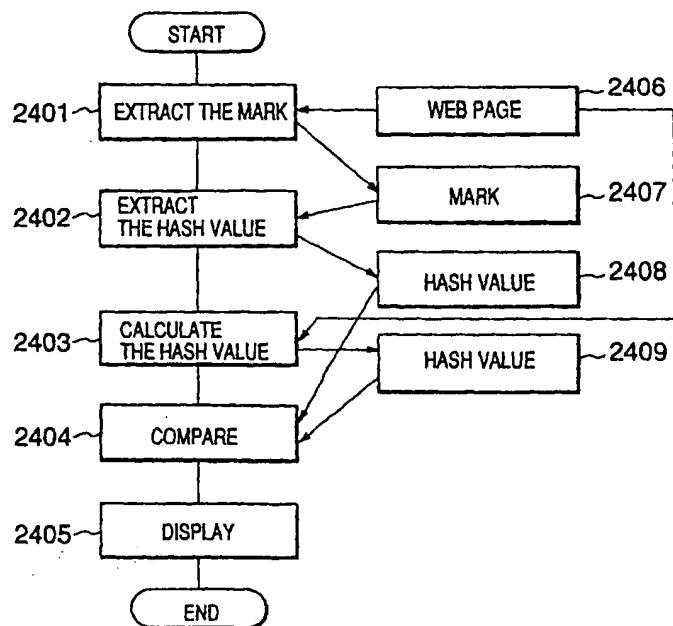 START
2401
EXTRACT THE MARK
WEB PAGE
2406
2402
EXTRACT
THE HASH VALUE
MARK
2407
HASH VALUE
2408
2403
CALCULATE
THE HASH VALUE
HASH VALUE
2409
2404
COMPARE
2405
DISPLAY
END